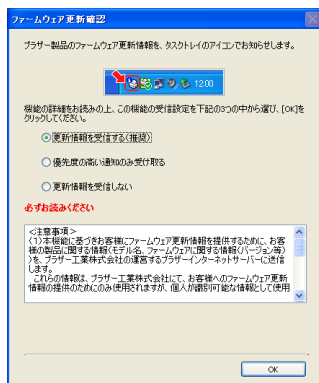 ファームウェア更新確認
ブラザー製品のファームウェア更新情報を、タスクトレイのアイコンでお知らせします。
12:00
機能の詳細をお読みの上、この機能の受信設定を下記の3つの中から選び、[OK]を
クリックしてください。
更新情報を受信する(推奨)
優先度の高い通知のみ受け取る
更新情報を受信しない
必ずお読みください
<注意事項>
(1)本機能に基づきお客様にファームウェア更新情報を提供するために、お客
様の製品に関する情報(モデル名、ファームウェアに関する情報(バージョン等)
)を、ブラザー工業株式会社の運営するブラザーインターネットサーバーに送信
します。
これらの情報は、ブラザー工業株式会社にて、お客様へのファームウェア更新
情報の提供のためにのみ使用されますが、個人が識別可能な情報として使用
OK